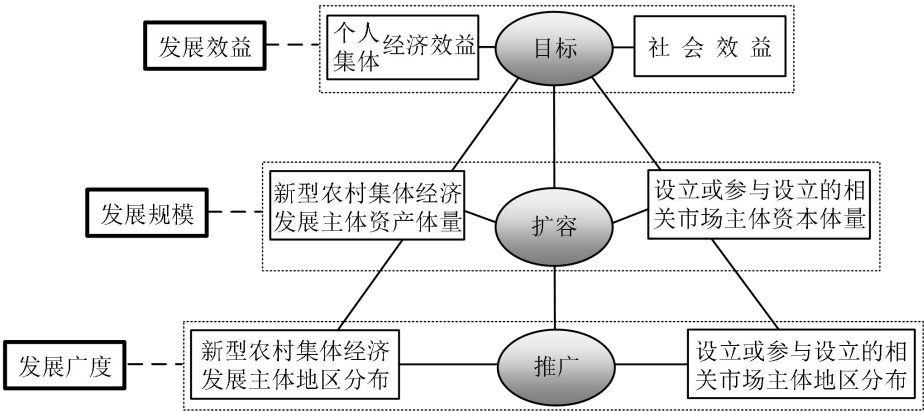 发展效益
个人
集体
经济效益
目标
社会效益
发展规模
新型农村集体经济
发展主体资产体量
扩容
设立或参与设立的相
关市场主体资本体量
发展广度
新型农村集体经济
发展主体地区分布
推广
设立或参与设立的相
关市场主体地区分布